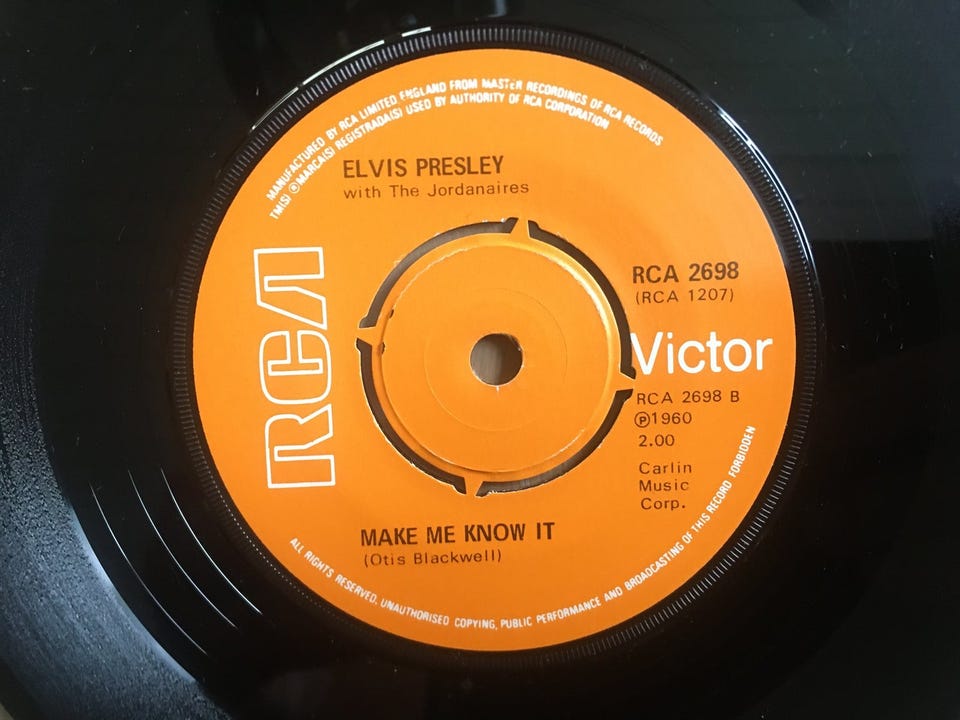 MANUFACTURED BY RCA LIMITED ENGLAND FROM MASTER RECORDINGS OF RCA RECORDS
TM(S) ® MARCA(S) REGISTRADA(S) USED BY AUTHORITY OF RCA CORPORATION
ELVIS PRESLEY
with The Jordanaires
RCA
RCA 2698
(RCA 1207)
Victor
RCA 2698 B
℗1960
2.00
Carlin
Music
Corp.
MAKE ME KNOW IT
(Otis Blackwell)
ALL RIGHTS RESERVED. UNAUTHORISED COPYING, PUBLIC PERFORMANCE AND BROADCASTING OF THIS RECORD FORBIDDEN